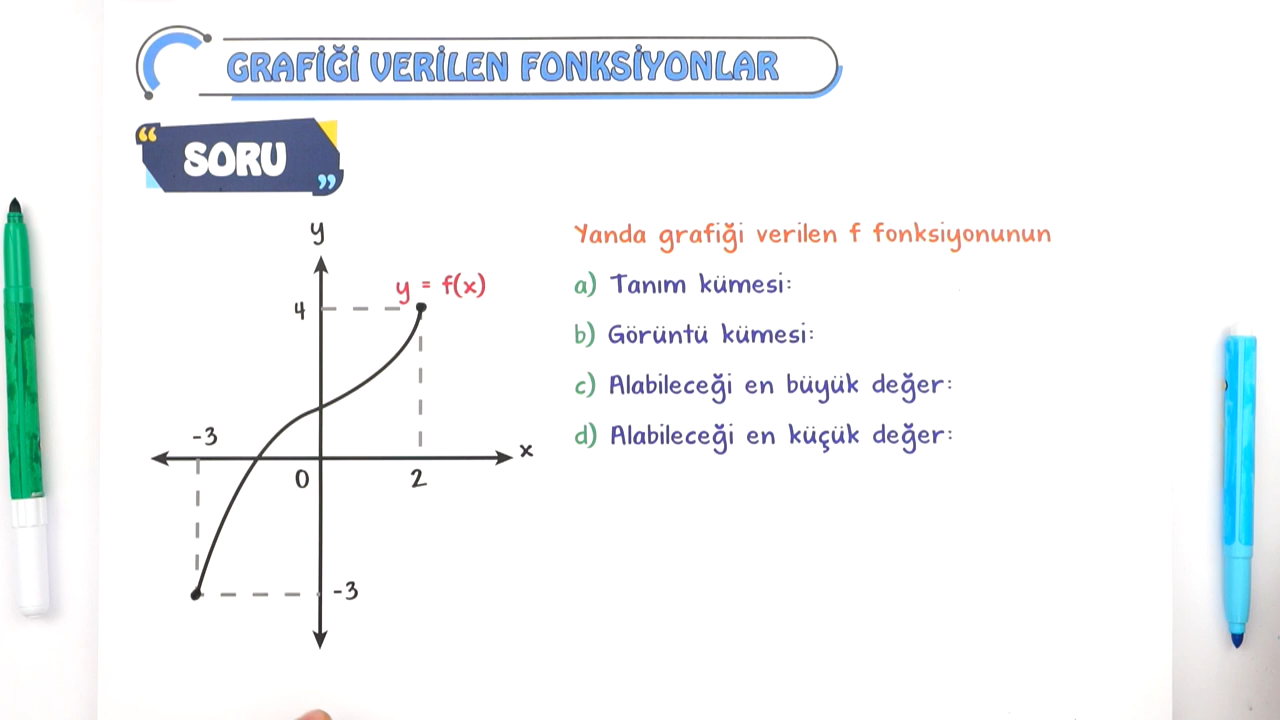 GRAFİĞİ VERİLEN FONKSİYONLAR
“ SORU ”
y
y = f(x)
4
-3
x
0
2
-3
Yanda grafiği verilen f fonksiyonunun
a) Tanım kümesi:
b) Görüntü kümesi:
c) Alabileceği en büyük değer:
d) Alabileceği en küçük değer: